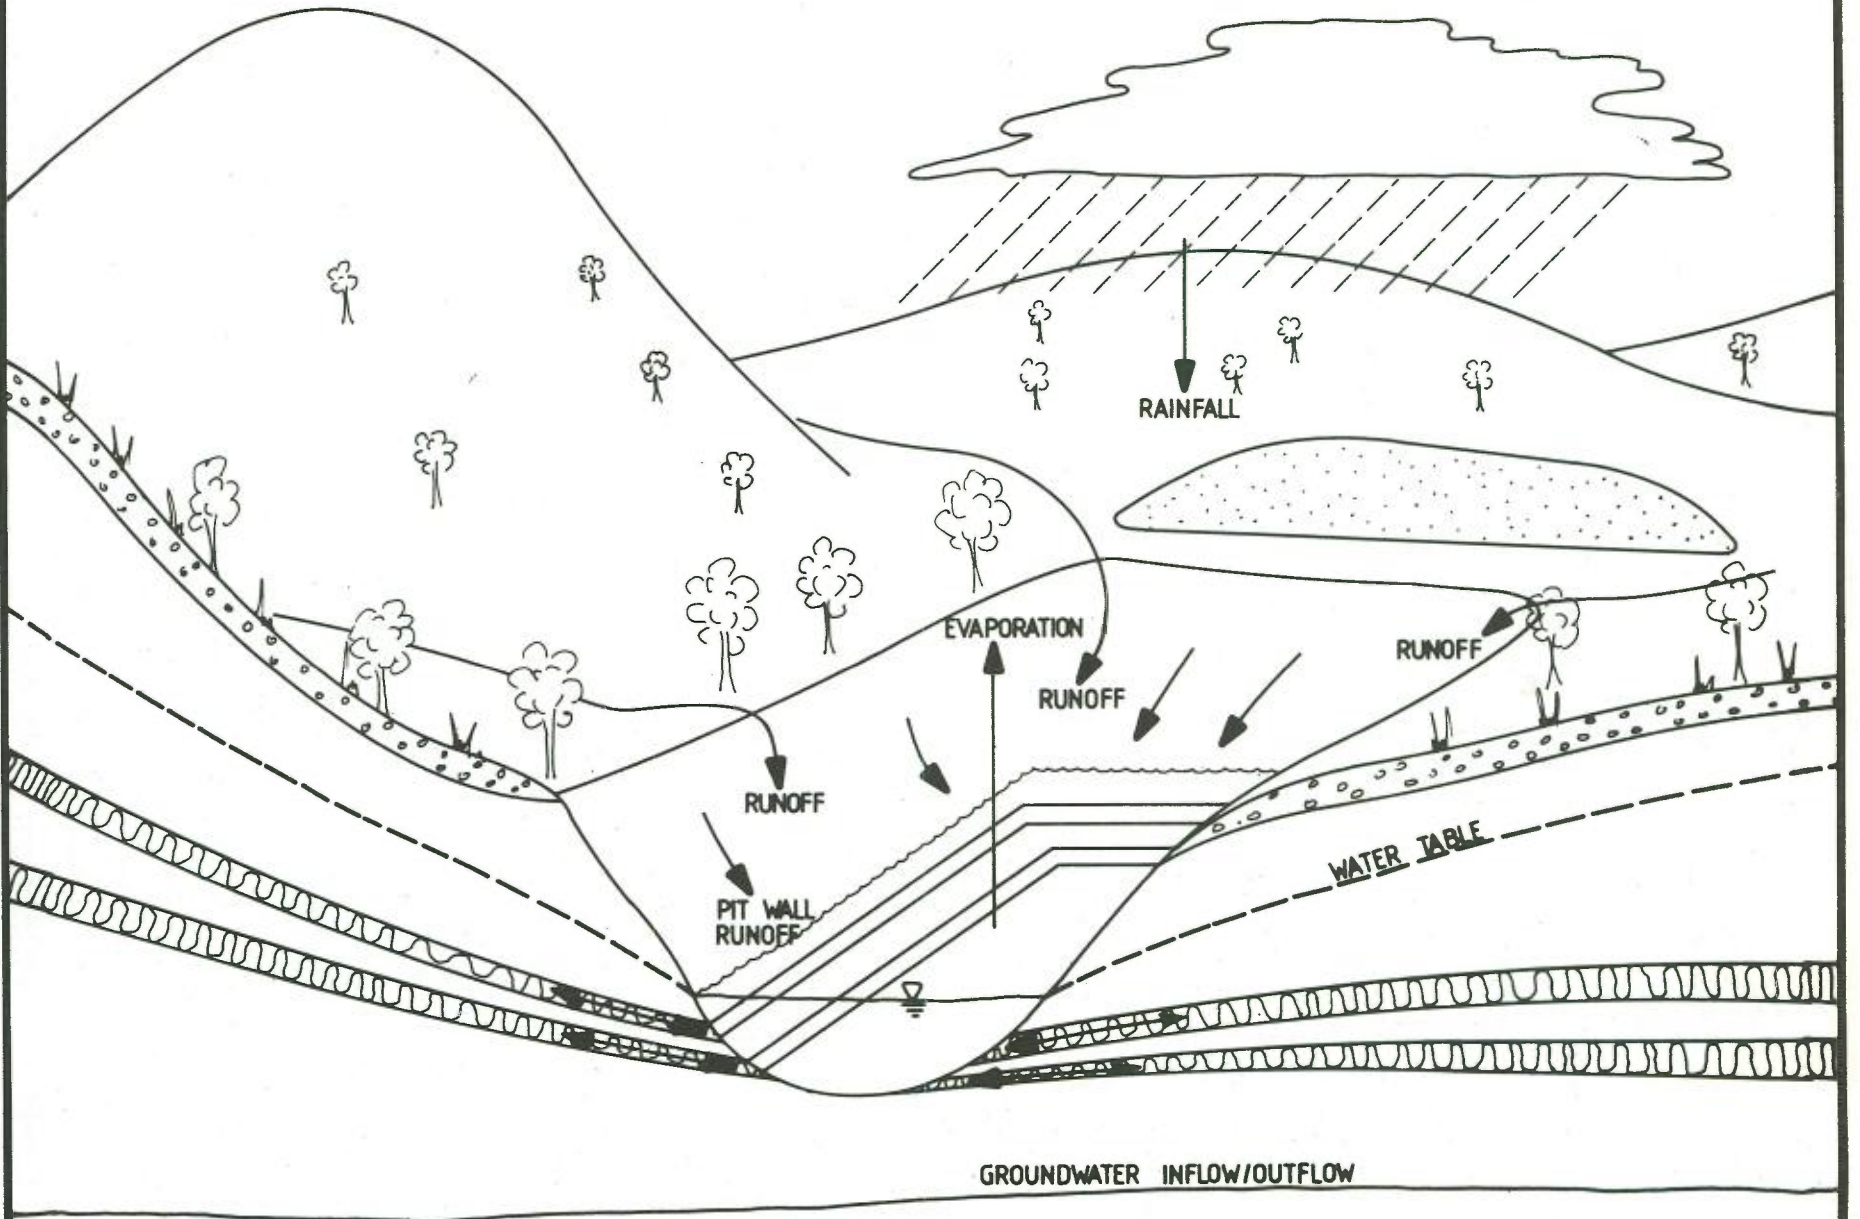 RAINFALL
EVAPORATION
RUNOFF
RUNOFF
RUNOFF
WATER TABLE
PIT WALL
RUNOFF
GROUNDWATER INFLOW/OUTFLOW